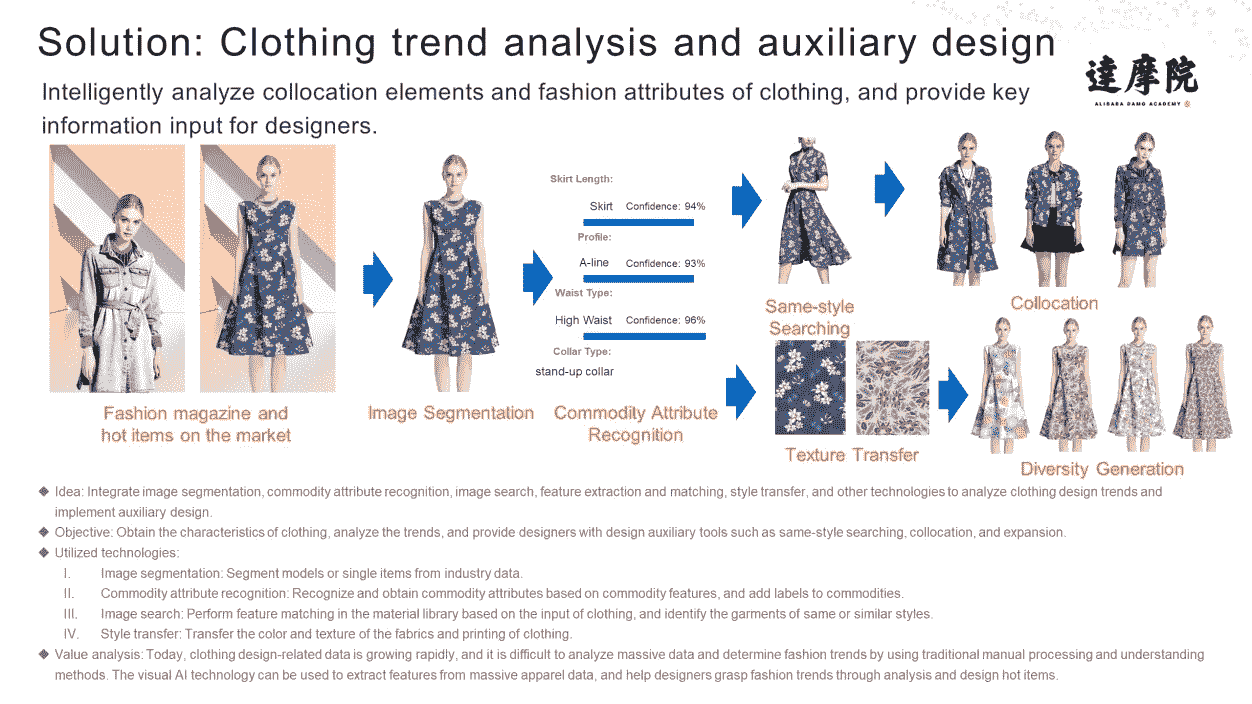 Solution: Clothing trend analysis and auxiliary design
達摩院
ALIBABA DAMO ACADEMY
Intelligently analyze collocation elements and fashion attributes of clothing, and provide key
information input for designers.
Skirt Length:
Skirt Confidence: 94%
Profile:
A-line Confidence: 93%
Waist Type:
High Waist Confidence: 96%
Collar Type:
stand-up collar
Fashion magazine and
hot items on the market
Image Segmentation
Commodity Attribute
Recognition
Same-style
Searching
Collocation
Texture Transfer
Diversity Generation
❖ Idea: Integrate image segmentation, commodity attribute recognition, image search, feature extraction and matching, style transfer, and other technologies to analyze clothing design trends and
implement auxiliary design.
❖ Objective: Obtain the characteristics of clothing, analyze the trends, and provide designers with design auxiliary tools such as same-style searching, collocation, and expansion.
❖ Utilized technologies:
I. Image segmentation: Segment models or single items from industry data.
II. Commodity attribute recognition: Recognize and obtain commodity attributes based on commodity features, and add labels to commodities.
III. Image search: Perform feature matching in the material library based on the input of clothing, and identify the garments of same or similar styles.
IV. Style transfer: Transfer the color and texture of the fabrics and printing of clothing.
❖ Value analysis: Today, clothing design-related data is growing rapidly, and it is difficult to analyze massive data and determine fashion trends by using traditional manual processing and understanding
methods. The visual AI technology can be used to extract features from massive apparel data, and help designers grasp fashion trends through analysis and design hot items.